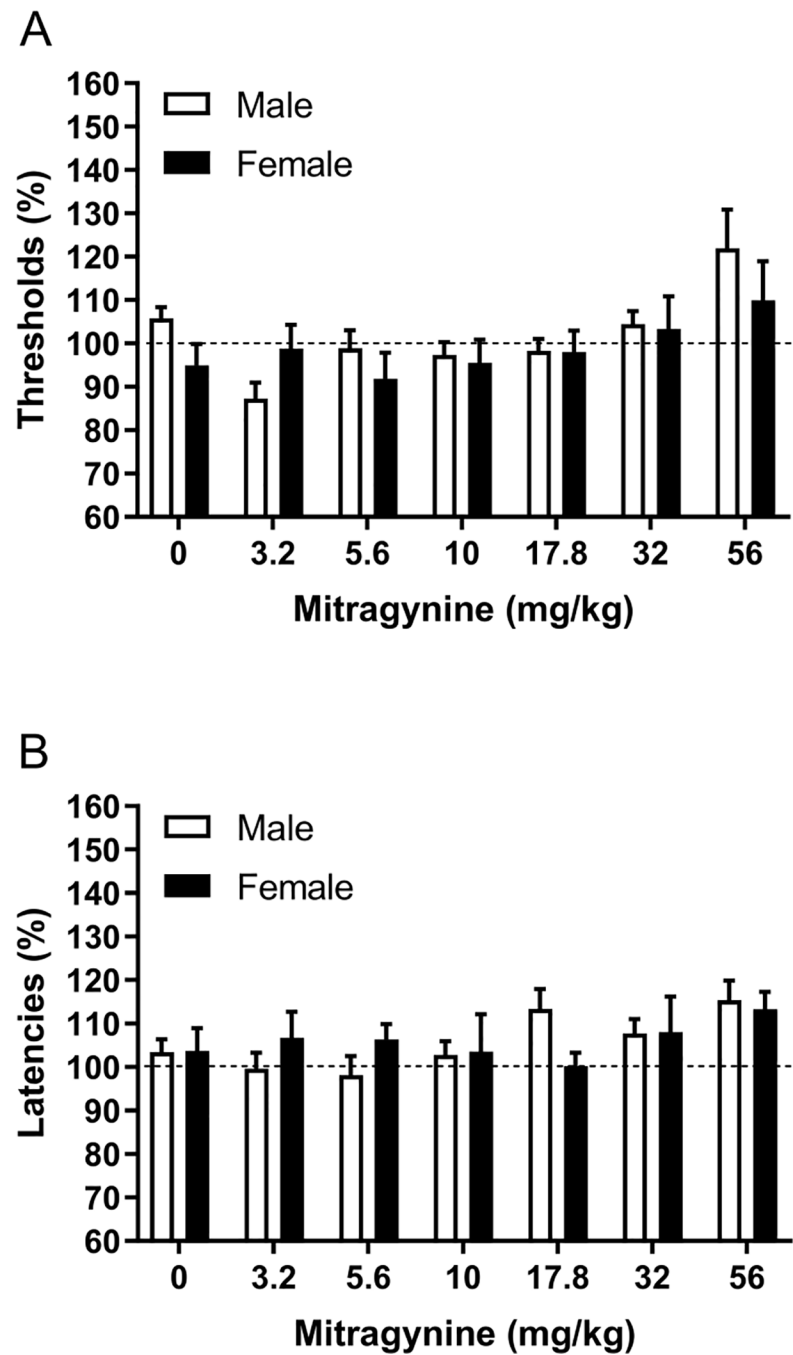 A
160
150
140
130
120
110
100
90
80
70
60
Thresholds (%)
Male
Female
0 3.2 5.6 10 17.8 32 56
Mitragynine (mg/kg)
B
160
150
140
130
120
110
100
90
80
70
60
Latencies (%)
Male
Female
0 3.2 5.6 10 17.8 32 56
Mitragynine (mg/kg)